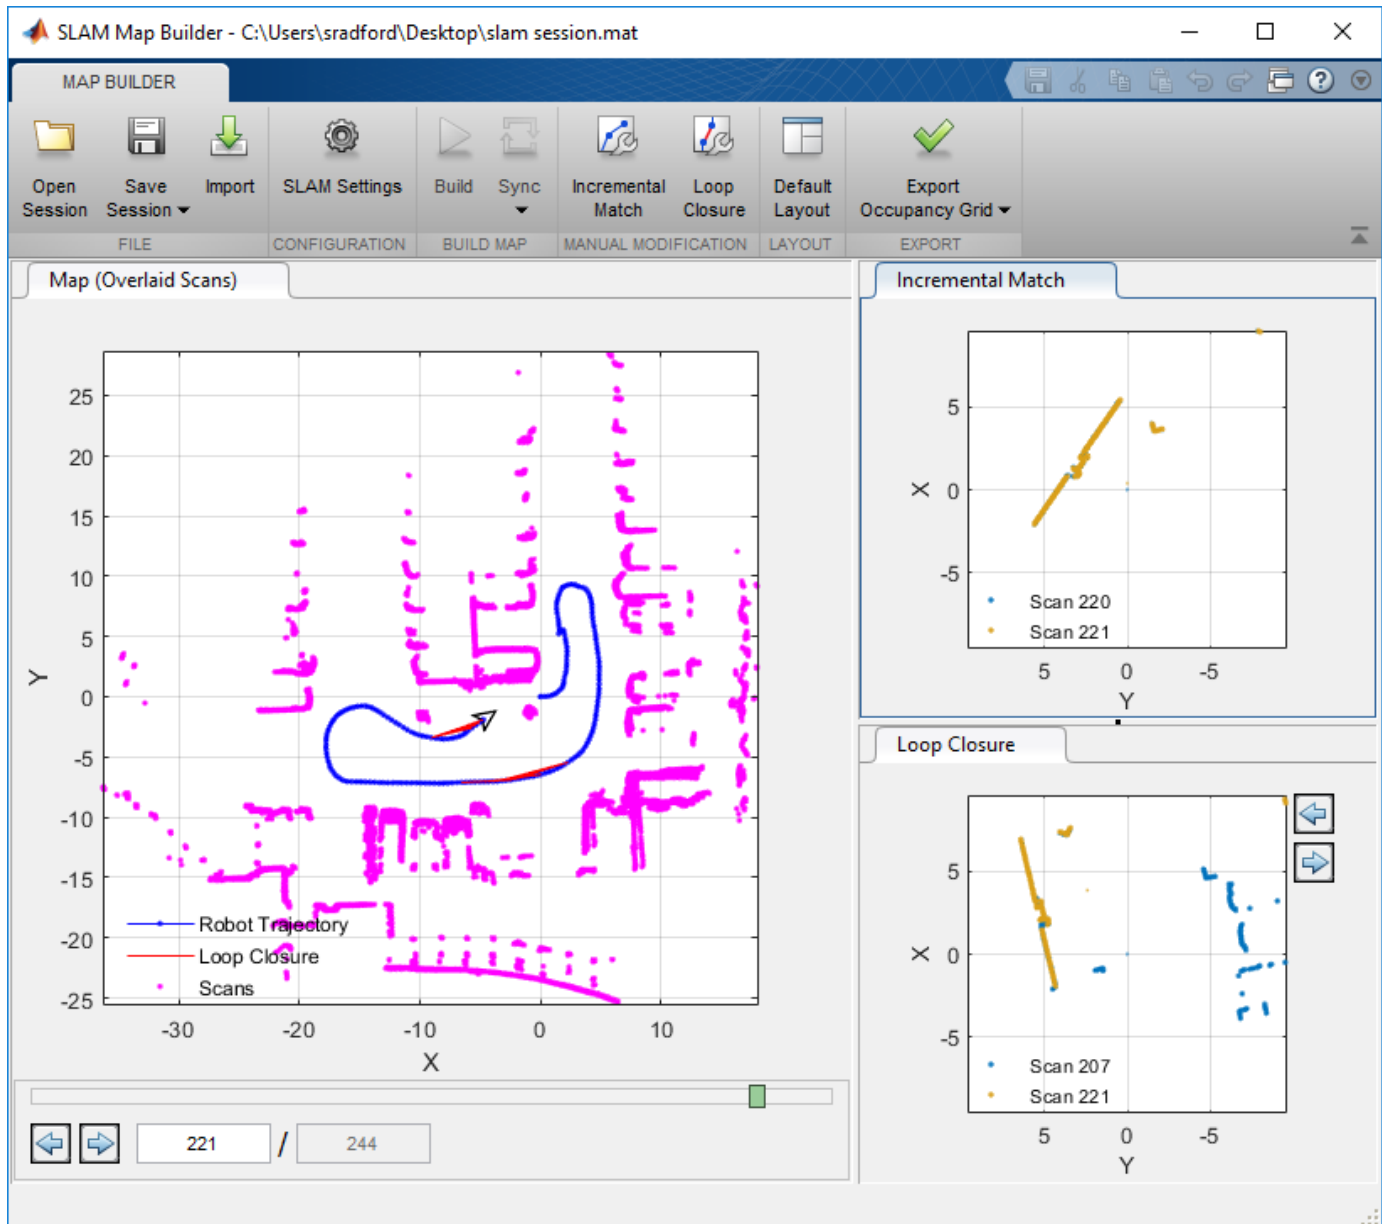 SLAM Map Builder - C:\Users\sradford\Desktop\slam session.mat
MAP BUILDER
Open Session
Save Session
Import
SLAM Settings
Build
Sync
Incremental Match
Loop Closure
Default Layout
Export Occupancy Grid
FILE
CONFIGURATION
BUILD MAP
MANUAL MODIFICATION
LAYOUT
EXPORT
Map (Overlaid Scans)
25
20
15
10
5
0
-5
-10
-15
-20
-25
Y
Robot Trajectory
Loop Closure
Scans
-30 -20 -10 0 10
X
221 / 244
Incremental Match
5
0
-5
X
Scan 220
Scan 221
5 0 -5
Y
Loop Closure
5
0
-5
X
Scan 207
Scan 221
5 0 -5
Y